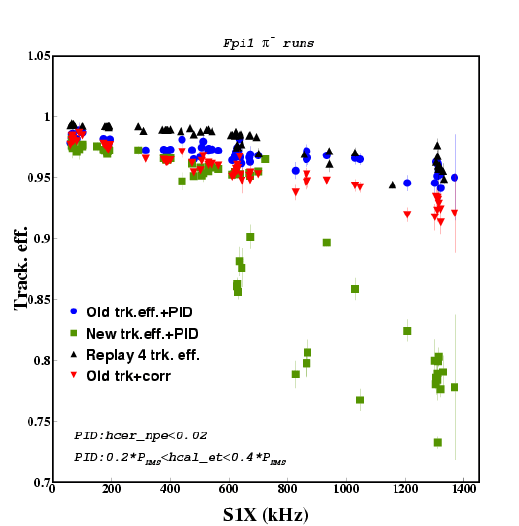 Fpi1 π⁻ runs
1.05
1
0.95
0.9
0.85
0.8
0.75
0.7
Track. eff.
Old trk.eff.+PID
New trk.eff.+PID
Replay 4 trk. eff.
Old trk+corr
PID:hcer_npe<0.02
PID:0.2*P_HMS<hcal_et<0.4*P_HMS
0 200 400 600 800 1000 1200 1400
S1X (kHz)